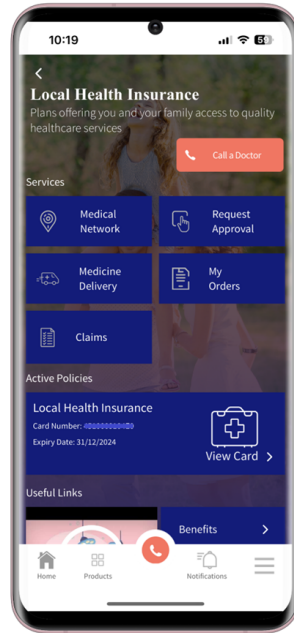 10:19
59
Local Health Insurance
Plans offering you and your family access to quality
healthcare services
Call a Doctor
Services
Medical
Network
Request
Approval
Medicine
Delivery
My
Orders
Claims
Active Policies
Local Health Insurance
Card Number:
Expiry Date: 31/12/2024
View Card
Useful Links
Benefits
Home
Products
Notifications